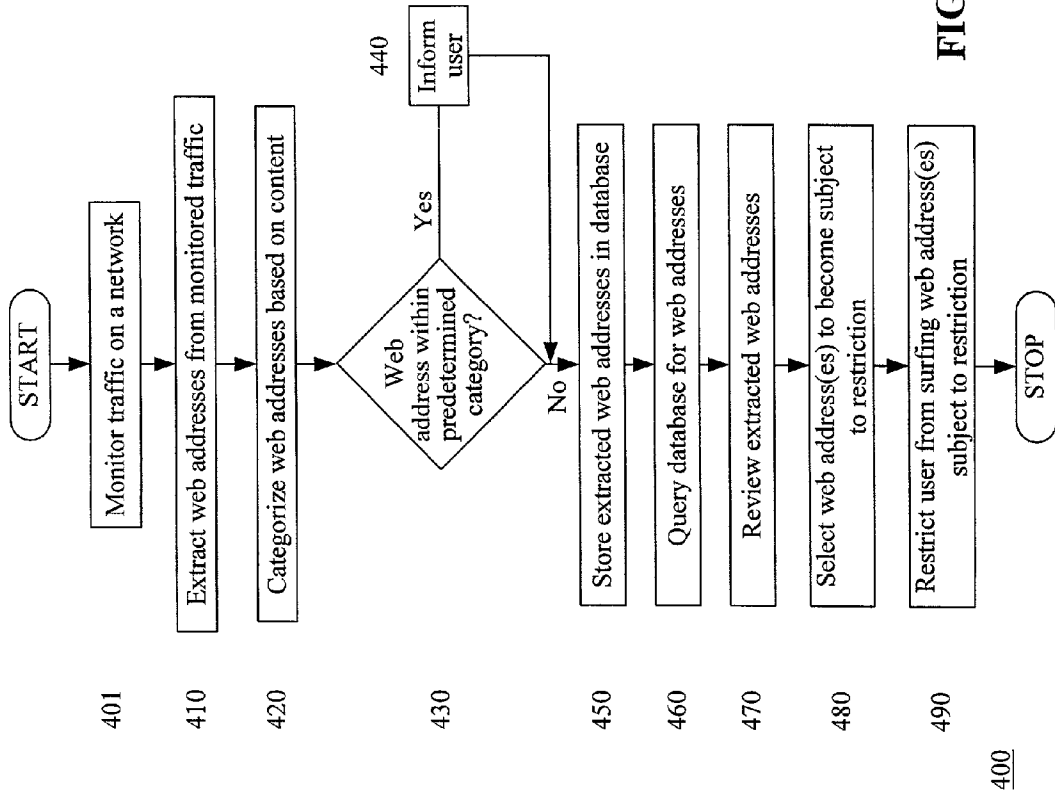 START
401
Monitor traffic on a network
410
Extract web addresses from monitored traffic
420
Categorize web addresses based on content
430
Web
address within
predetermined
category?
Yes
440
Inform
user
No
450
Store extracted web addresses in database
460
Query database for web addresses
470
Review extracted web addresses
480
Select web address(es) to become subject
to restriction
490
Restrict user from surfing web address(es)
subject to restriction
STOP
400
FIG